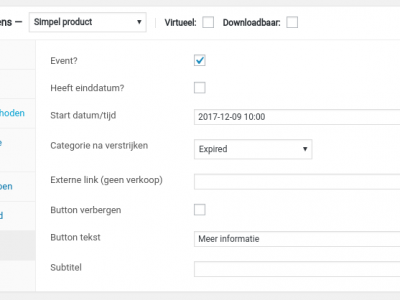 ens — Simpel product Virtueel: Downloadbaar:
Event?
Heeft einddatum?
hoden Start datum/tijd 2017-12-09 10:00
e Categorie na verstrijken Expired
pen Externe link (geen verkoop)
d Button verbergen
Button tekst Meer informatie
Subtitel